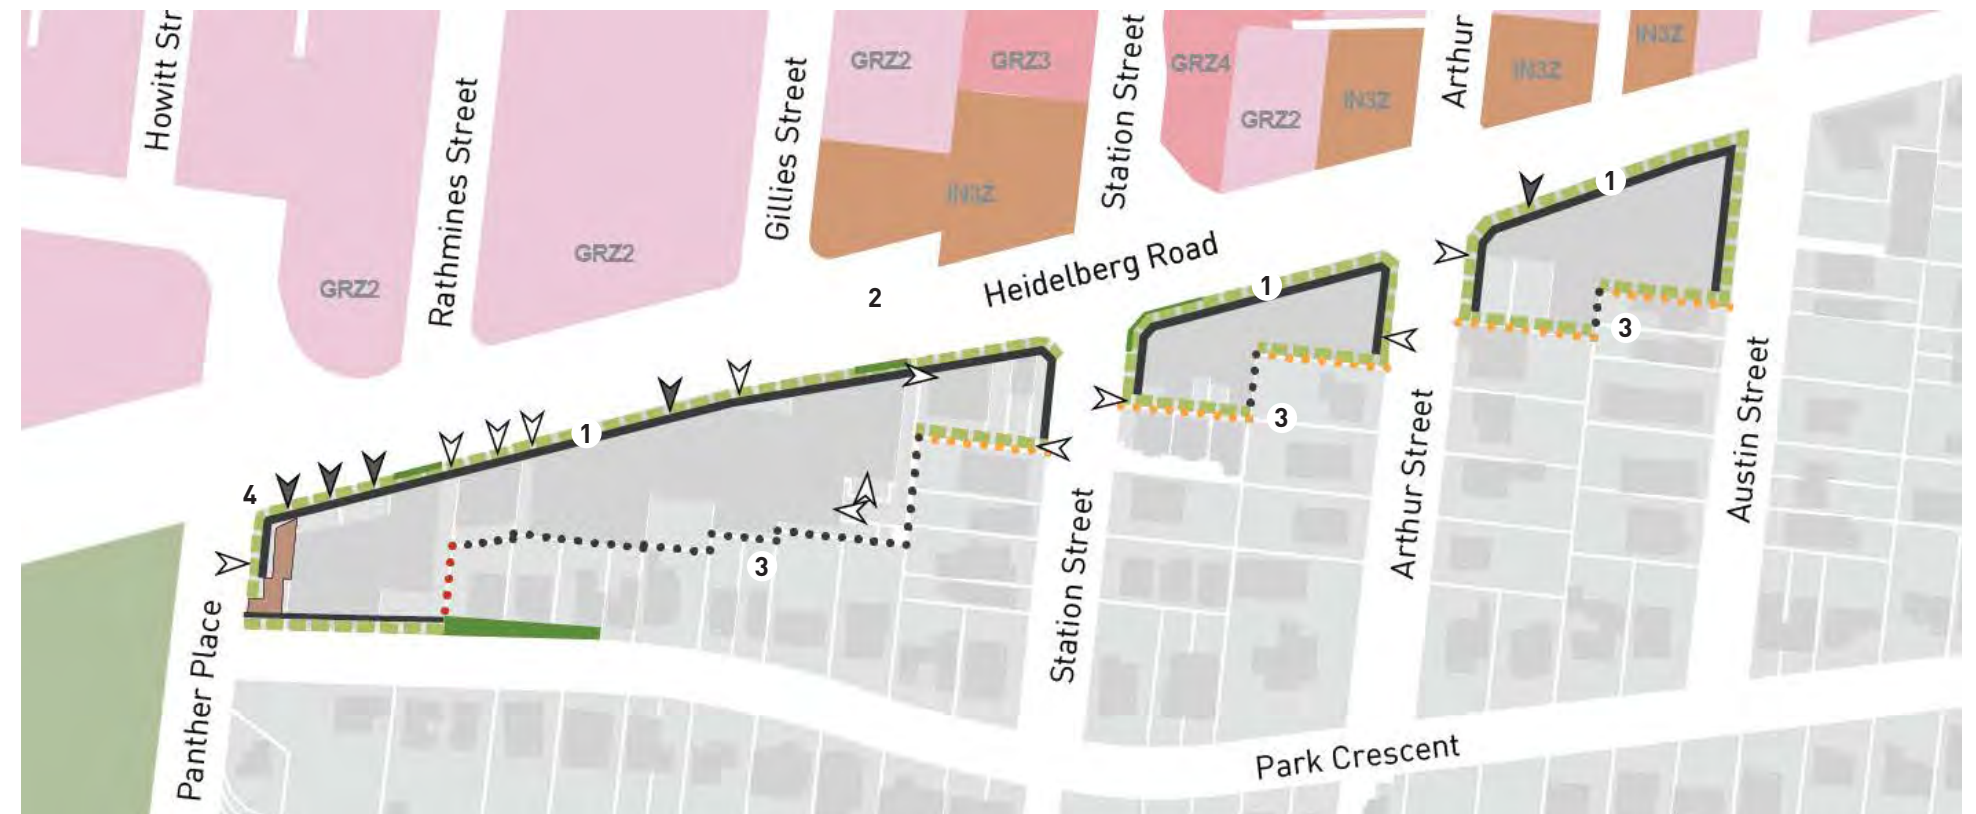 Howitt Str
Rathmines Street
Gillies Street
Station Street
Arthur
GRZ2
GRZ3
GRZ4
GRZ2
IN3Z
IN3Z
IN3Z
IN3Z
GRZ2
GRZ2
Heidelberg Road
2
1
1
1
3
3
3
4
Panther Place
Station Street
Arthur Street
Austin Street
Park Crescent